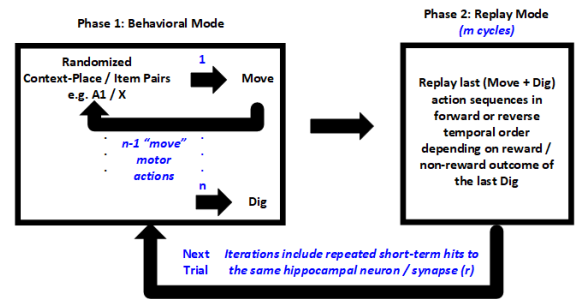 Phase 1: Behavioral Mode
Phase 2: Replay Mode
(m cycles)
Randomized
Context-Place / Item Pairs
e.g. A1 / X
1
Move
n-1 “move”
motor
actions
n
Dig
Replay last (Move + Dig)
action sequences in
forward or reverse
temporal order
depending on reward /
non-reward outcome of
the last Dig
Next
Trial
Iterations include repeated short-term hits to
the same hippocampal neuron / synapse (r)